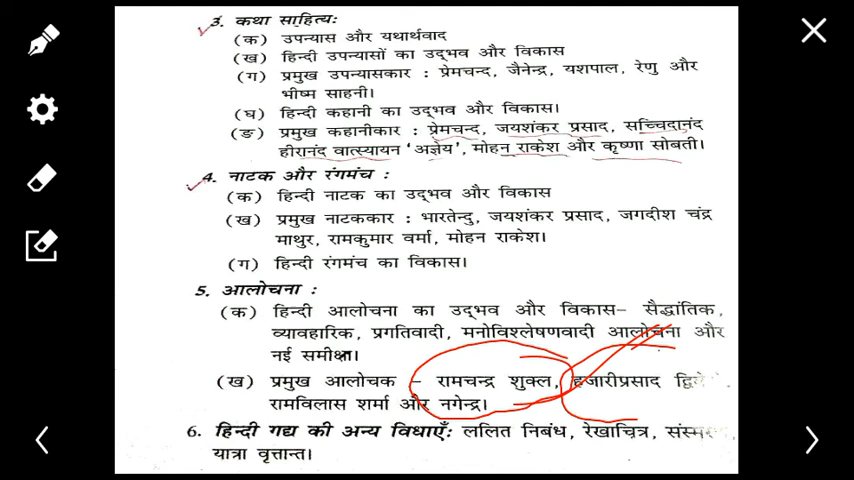 3. कथा साहित्य:
(क) उपन्यास और यथार्थवाद
(ख) हिन्दी उपन्यासों का उद्भव और विकास
(ग) प्रमुख उपन्यासकार : प्रेमचन्द, जैनेन्द्र, यशपाल, रेणु और
भीष्म साहनी।
(घ) हिन्दी कहानी का उद्भव और विकास।
(ङ) प्रमुख कहानीकार : प्रेमचन्द, जयशंकर प्रसाद, सच्चिदानंद
हीरानंद वात्स्यायन 'अज्ञेय', मोहन राकेश और कृष्णा सोबती।
4. नाटक और रंगमंच :
(क) हिन्दी नाटक का उद्भव और विकास
(ख) प्रमुख नाटककार : भारतेन्दु, जयशंकर प्रसाद, जगदीश चंद्र
माथुर, रामकुमार वर्मा, मोहन राकेश।
(ग) हिन्दी रंगमंच का विकास।
5. आलोचना :
(क) हिन्दी आलोचना का उद्भव और विकास– सैद्धांतिक,
व्यावहारिक, प्रगतिवादी, मनोविश्लेषणवादी आलोचना और
नई समीक्षा।
(ख) प्रमुख आलोचक – रामचन्द्र शुक्ल, हजारीप्रसाद
रामविलास शर्मा और नगेन्द्र।
6. हिन्दी गद्य की अन्य विधाएँ: ललित निबंध, रेखाचित्र,
यात्रा वृत्तान्त।